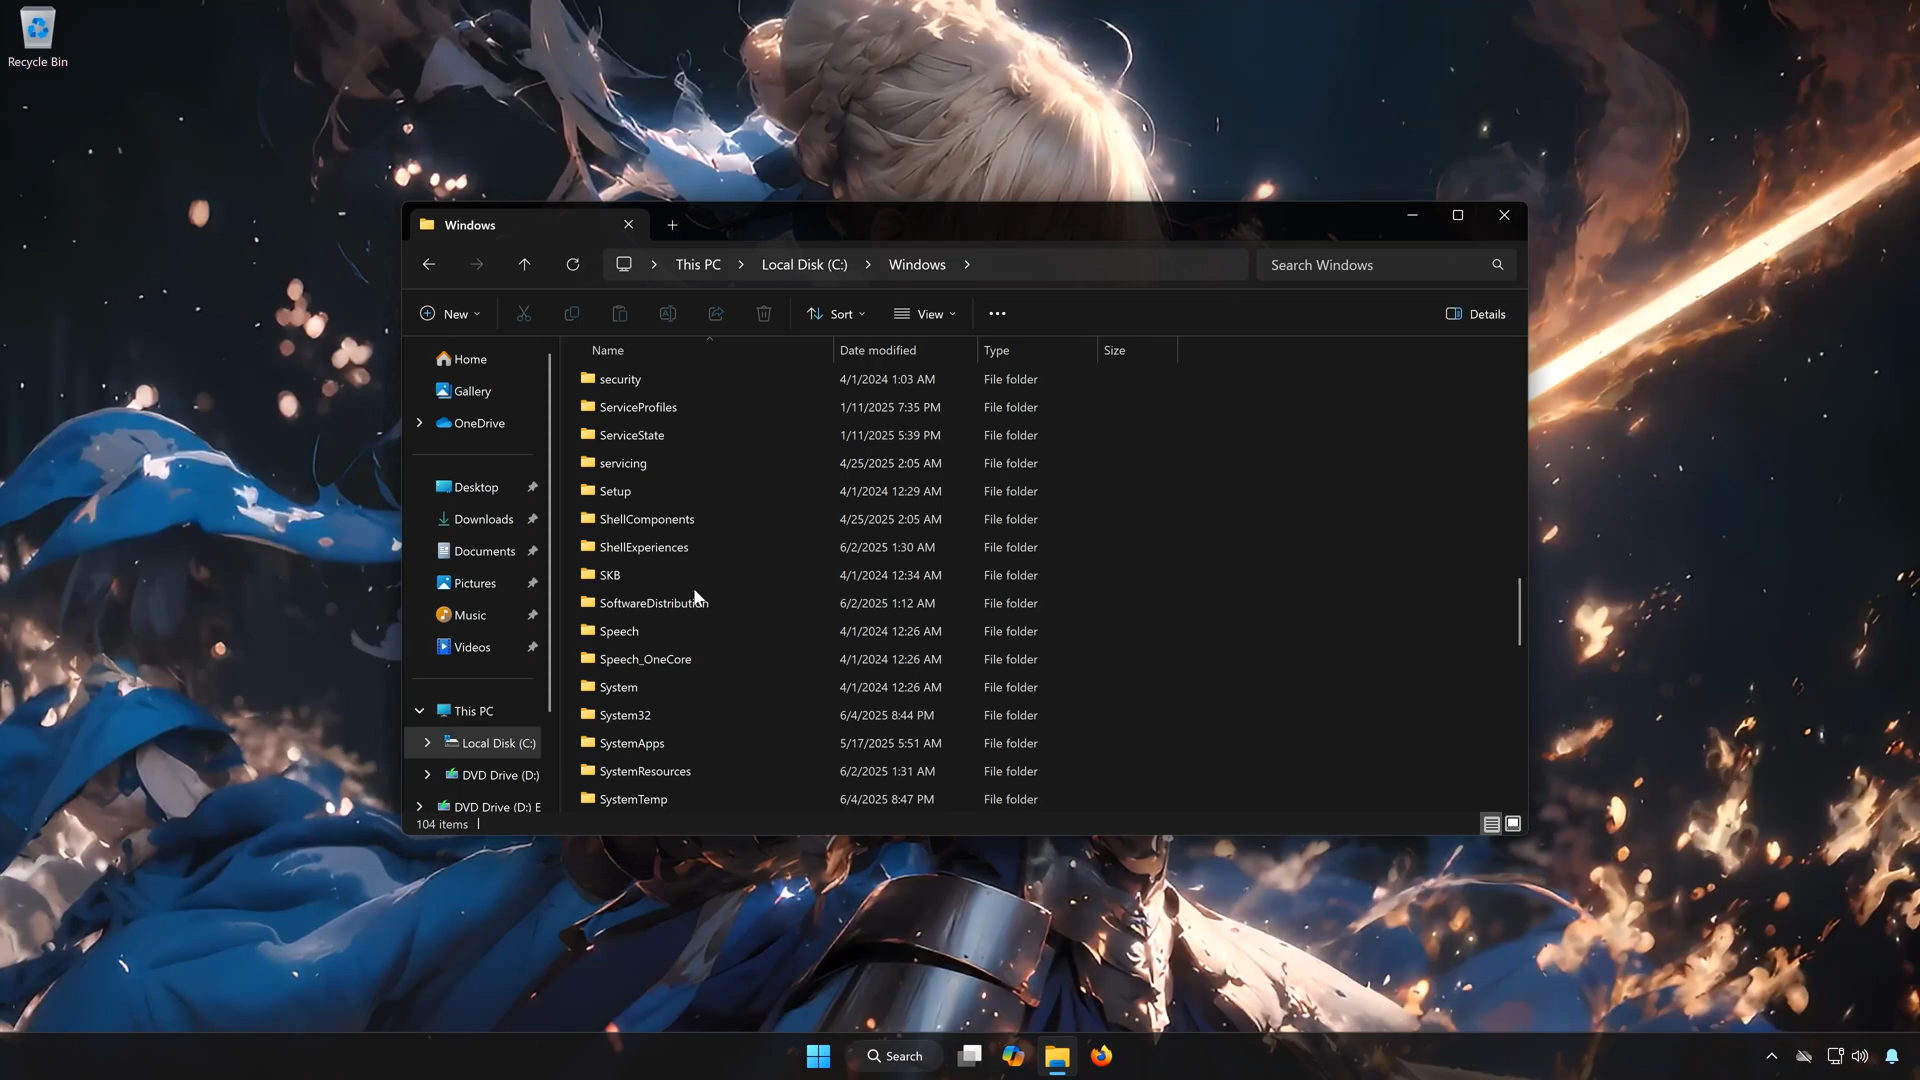 Recycle Bin
Windows
This PC
Local Disk (C:)
Windows
Search Windows
New
Sort
View
Details
Name
Date modified
Type
Size
Home
Gallery
OneDrive
Desktop
Downloads
Documents
Pictures
Music
Videos
This PC
Local Disk (C:)
DVD Drive (D:)
DVD Drive (D:) E
security 4/1/2024 1:03 AM File folder
ServiceProfiles 1/11/2025 7:35 PM File folder
ServiceState 1/11/2025 5:39 PM File folder
servicing 4/25/2025 2:05 AM File folder
Setup 4/1/2024 12:29 AM File folder
ShellComponents 4/25/2025 2:05 AM File folder
ShellExperiences 6/2/2025 1:30 AM File folder
SKB 4/1/2024 12:34 AM File folder
SoftwareDistribution 6/2/2025 1:12 AM File folder
Speech 4/1/2024 12:26 AM File folder
Speech_OneCore 4/1/2024 12:26 AM File folder
System 4/1/2024 12:26 AM File folder
System32 6/4/2025 8:44 PM File folder
SystemApps 5/17/2025 5:51 AM File folder
SystemResources 6/2/2025 1:31 AM File folder
SystemTemp 6/4/2025 8:47 PM File folder
104 items
Search